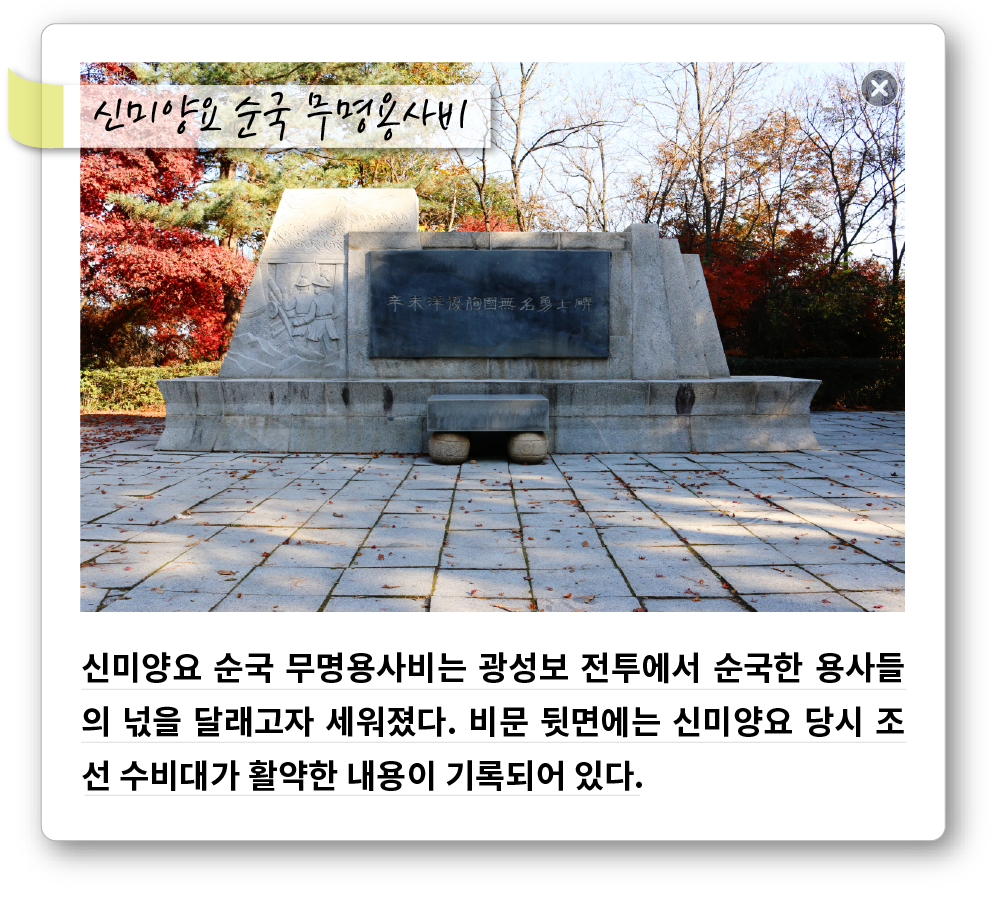 신미양요 순국 무명용사비
辛未洋擾殉國無名勇士碑
신미양요 순국 무명용사비는 광성보 전투에서 순국한 용사들
의 넋을 달래고자 세워졌다. 비문 뒷면에는 신미양요 당시 조
선 수비대가 활약한 내용이 기록되어 있다.